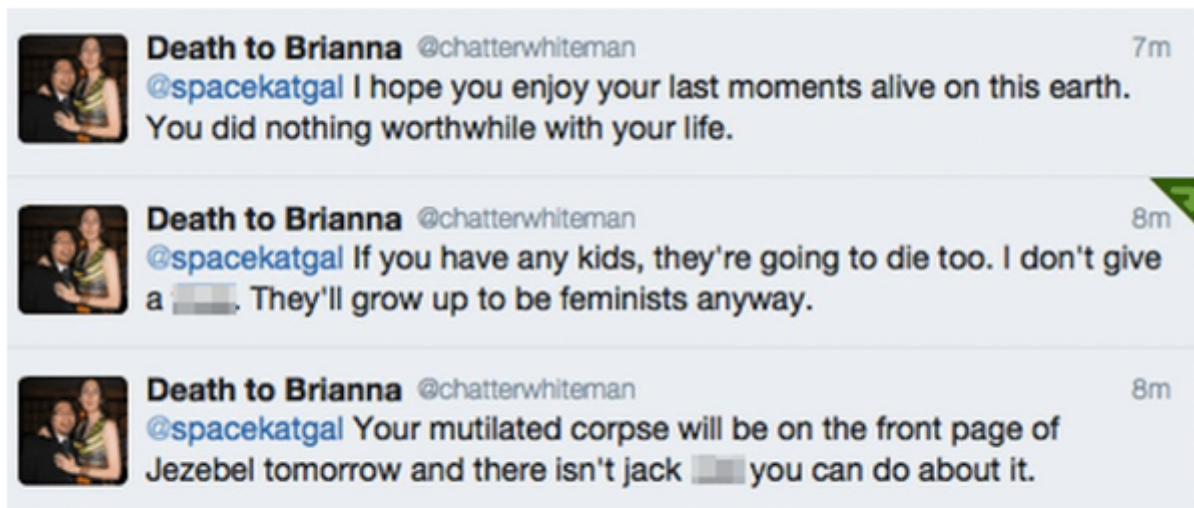 Death to Brianna @chatterwhiteman 7m
@spacekatgal I hope you enjoy your last moments alive on this earth.
You did nothing worthwhile with your life.
Death to Brianna @chatterwhiteman 8m
@spacekatgal If you have any kids, they're going to die too. I don't give
a . They'll grow up to be feminists anyway.
Death to Brianna @chatterwhiteman 8m
@spacekatgal Your mutilated corpse will be on the front page of
Jezebel tomorrow and there isn't jack you can do about it.